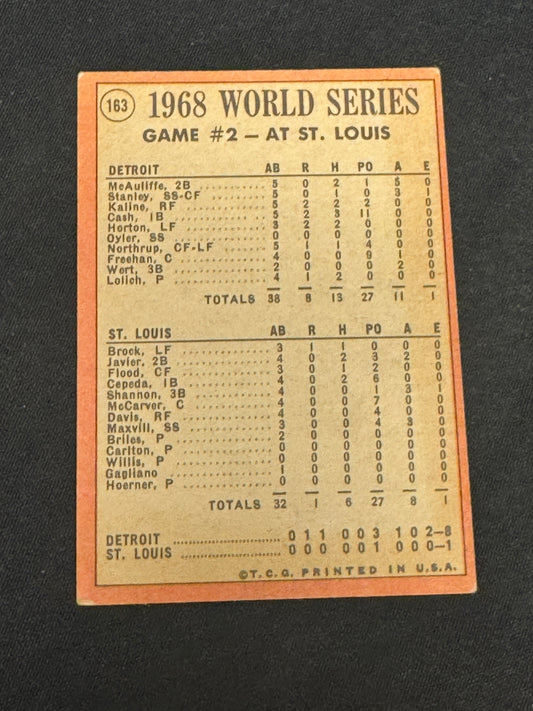 163 1968 WORLD SERIES
GAME #2 — AT ST. LOUIS
DETROIT AB R H PO A E
McAuliffe, 2B .......... 5 0 2 1 5 0
Stanley, SS-CF .......... 5 0 0 0 3 1
Kaline, RF .......... 5 2 2 2 0 0
Cash, 1B .......... 5 2 3 11 0 0
Horton, LF .......... 3 2 2 0 0 0
Oyler, SS .......... 0 0 0 0 0 0
Northrup, CF-LF .......... 5 1 1 4 0 0
Freehan, C .......... 4 0 0 9 1 0
Wert, 3B .......... 2 0 0 0 2 0
Lolich, P .......... 4 1 2 0 0 0
TOTALS 38 8 13 27 11 1
ST. LOUIS AB R H PO A E
Brock, LF .......... 3 1 1 0 0 0
Javier, 2B .......... 4 0 2 3 2 0
Flood, CF .......... 3 0 1 2 0 0
Cepeda, 1B .......... 4 0 2 6 0 0
Shannon, 3B .......... 4 0 0 1 3 1
McCarver, C .......... 4 0 0 7 0 0
Davis, RF .......... 4 0 0 4 0 0
Maxvill, SS .......... 3 0 0 4 3 0
Briles, P .......... 2 0 0 0 0 0
Carlton, P .......... 0 0 0 0 0 0
Willis, P .......... 0 0 0 0 0 0
Gagliano .......... 1 0 0 0 0 0
Hoerner, P .......... 0 0 0 0 0 0
TOTALS 32 1 6 27 8 1
DETROIT .......... 0 1 1 0 0 3 1 0 2—8
ST. LOUIS .......... 0 0 0 0 0 1 0 0 0—1
©T.C.G. PRINTED IN U.S.A.